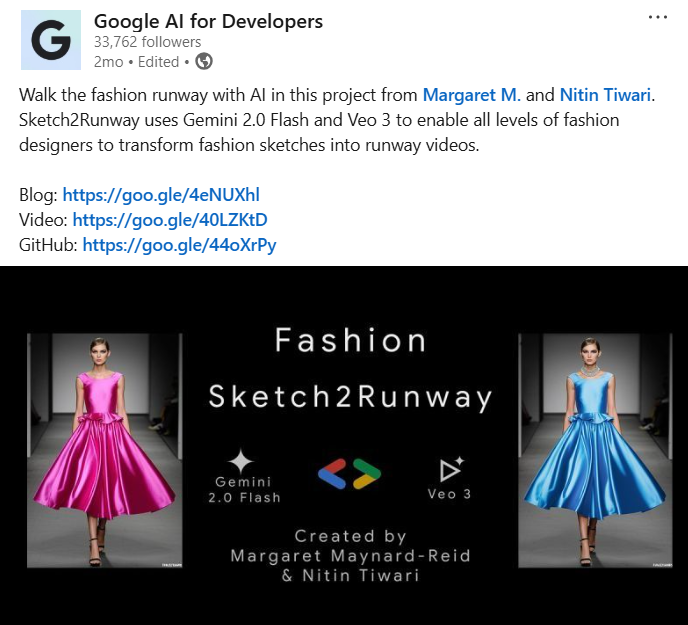 Google AI for Developers
33,762 followers
2mo • Edited •
Walk the fashion runway with AI in this project from Margaret M. and Nitin Tiwari.
Sketch2Runway uses Gemini 2.0 Flash and Veo 3 to enable all levels of fashion
designers to transform fashion sketches into runway videos.
Blog: https://goo.gle/4eNUXhl
Video: https://goo.gle/40LZKtD
GitHub: https://goo.gle/44oXrPy
Fashion
Sketch2Runway
Gemini
2.0 Flash
Veo 3
Created by
Margaret Maynard-Reid
& Nitin Tiwari